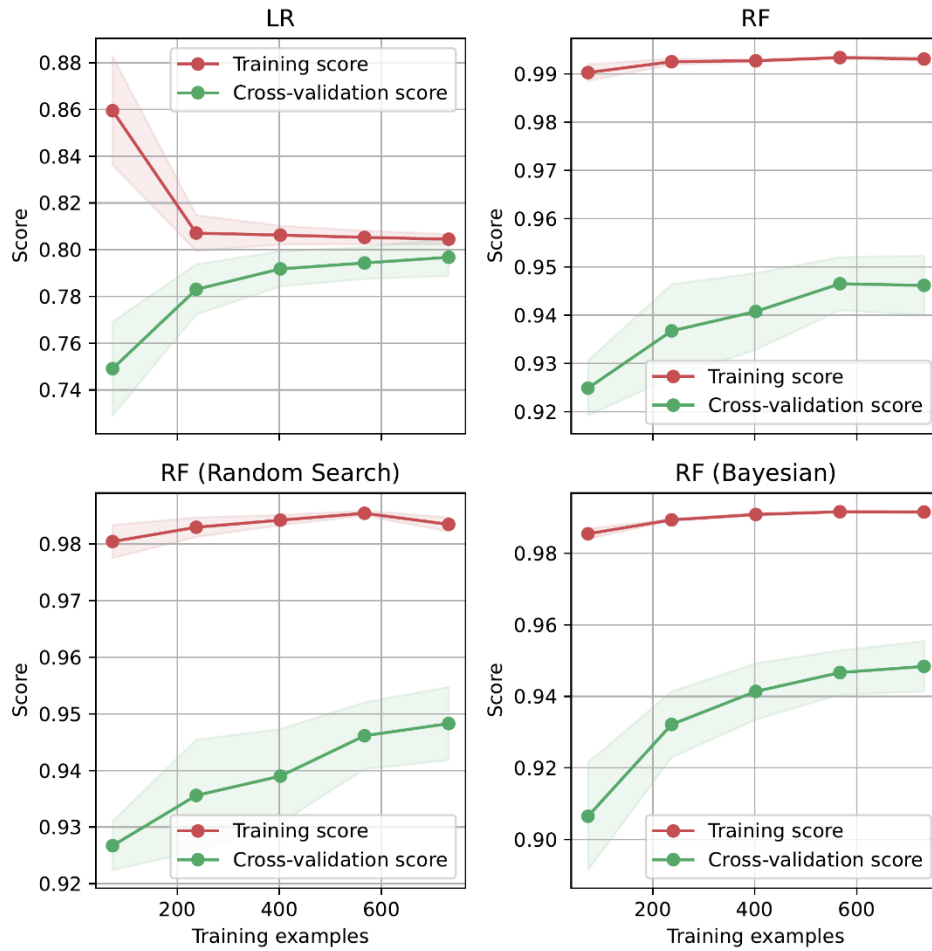 LR
0.88
0.86
0.84
0.82
0.80
0.78
0.76
0.74
Score
Training score
Cross-validation score
RF
0.99
0.98
0.97
0.96
0.95
0.94
0.93
0.92
Score
Training score
Cross-validation score
RF (Random Search)
0.98
0.97
0.96
0.95
0.94
0.93
0.92
Score
Training score
Cross-validation score
200
400
600
Training examples
RF (Bayesian)
0.98
0.96
0.94
0.92
0.90
Score
Training score
Cross-validation score
200
400
600
Training examples